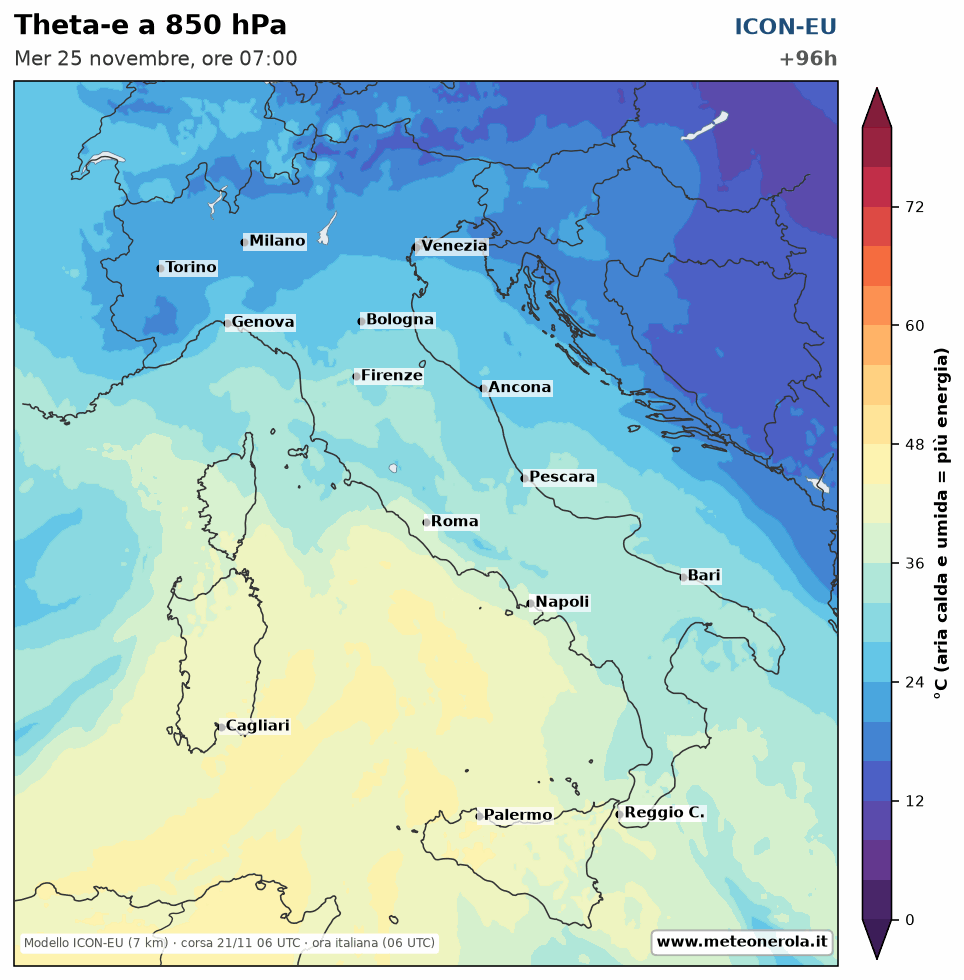 Theta-e a 850 hPa
ICON-EU
Mer 25 novembre, ore 07:00
+96h
Milano
Venezia
Torino
Genova
Bologna
Firenze
Ancona
Pescara
Roma
Bari
Napoli
Cagliari
Palermo
Reggio C.
72
60
48
36
24
12
0
°C (aria calda e umida = più energia)
Modello ICON-EU (7 km) · corsa 21/11 06 UTC · ora italiana (06 UTC)
www.meteonerola.it